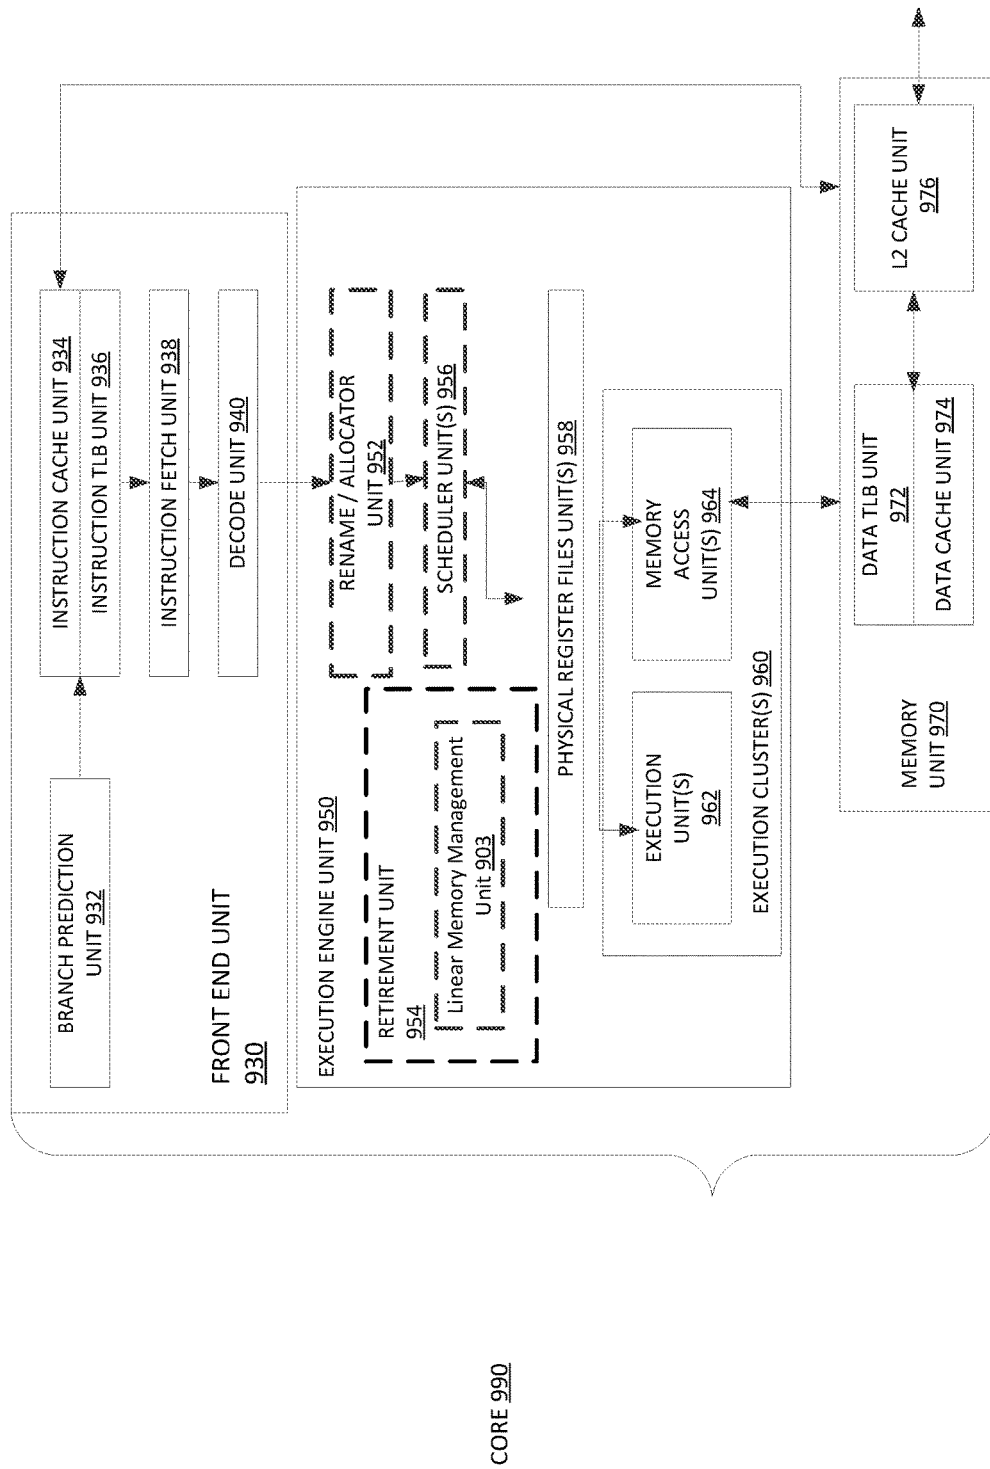 CORE 990
BRANCH PREDICTION
UNIT 932
INSTRUCTION CACHE UNIT 934
INSTRUCTION TLB UNIT 936
INSTRUCTION FETCH UNIT 938
DECODE UNIT 940
FRONT END UNIT
930
EXECUTION ENGINE UNIT 950
RENAME / ALLOCATOR
UNIT 952
RETIREMENT UNIT
954
SCHEDULER UNIT(S) 956
Linear Memory Management
Unit 903
PHYSICAL REGISTER FILES UNIT(S) 958
EXECUTION
UNIT(S)
962
MEMORY
ACCESS
UNIT(S) 964
EXECUTION CLUSTER(S) 960
MEMORY
UNIT 970
DATA TLB UNIT
972
DATA CACHE UNIT 974
L2 CACHE UNIT
976